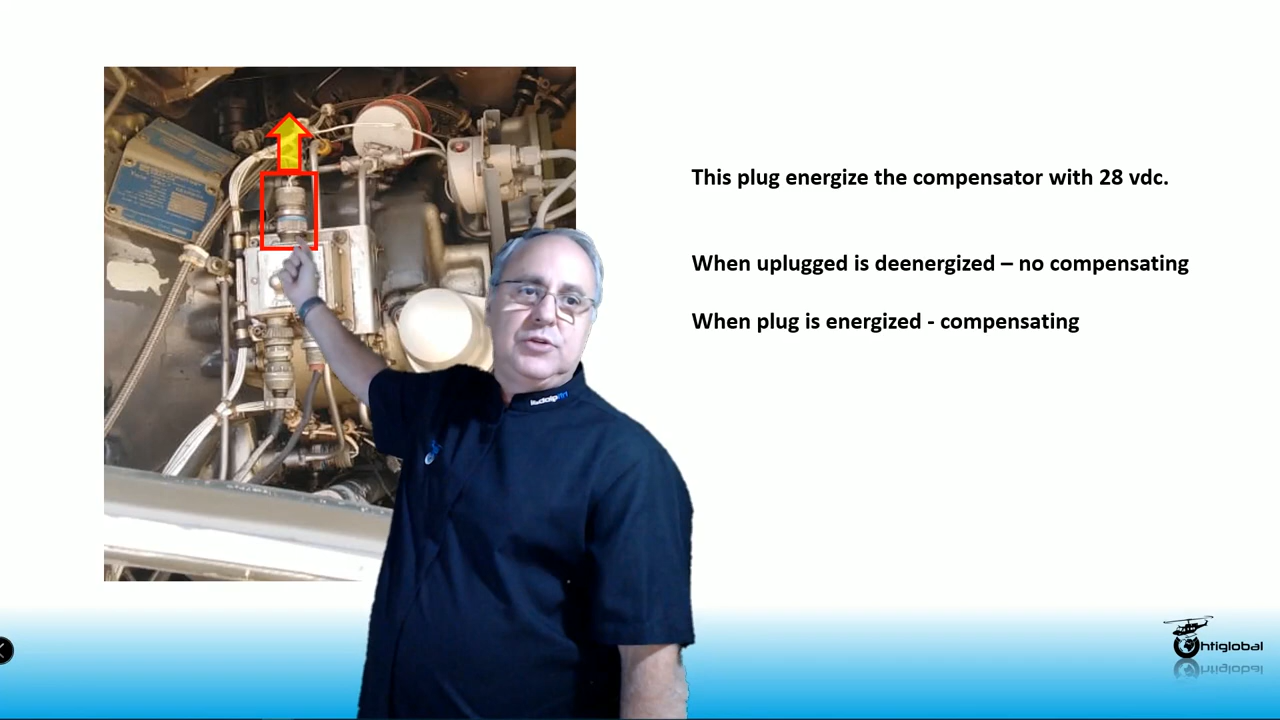 This plug energize the compensator with 28 vdc.
When uplugged is deenergized – no compensating
When plug is energized - compensating
htiglobal